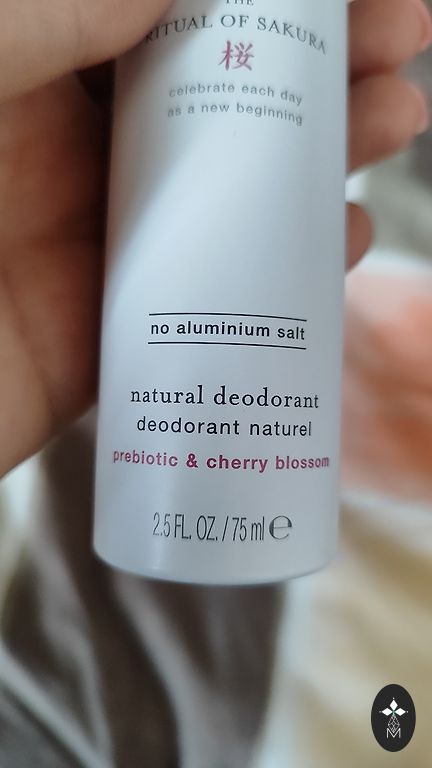 THE
RITUAL OF SAKURA
桜
celebrate each day
as a new beginning
no aluminium salt
natural deodorant
deodorant naturel
prebiotic & cherry blossom
2.5 FL. OZ. / 75 ml ℮
M